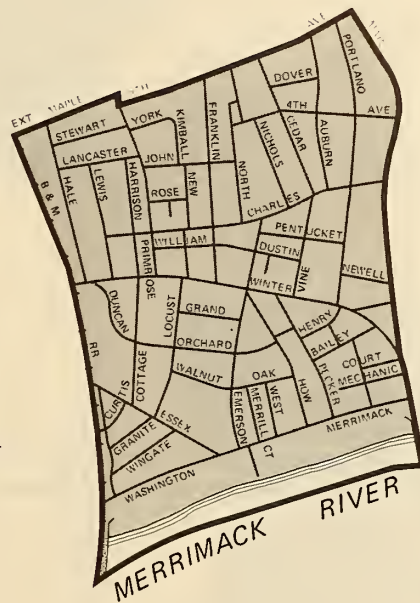 AVE
EXT MAPLE
PORTLAND
DOVER
4TH AVE
STEWART
YORK
KIMBALL
FRANKLIN
NICHOLS
CEDAR
AUBURN
LANCASTER
JOHN
B & M
HALE
LEWIS
HARRISON
ROSE
NEW
NORTH
CHARLES
PENTUCKET
WILLIAM
DUSTIN
PRIMROSE
WINTER
VINE
NEWELL
DUNCAN
LOCUST
GRAND
HENRY
RR
ORCHARD
BAILEY
COTTAGE
WALNUT
OAK
COURT
MECHANIC
CURTIS
ESSEX
EMERSON
MERRILL CT
WEST
HOW
PECKER
GRANITE
WINGATE
MERRIMACK
WASHINGTON
MERRIMACK RIVER